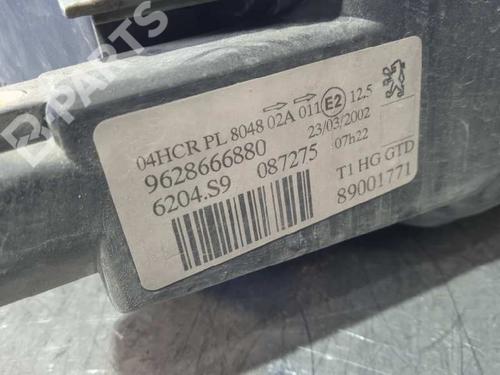 B-PARTS
04HCR PL 8048 02A 011 E2 12.5
23/03/2002
9628666880
07h22
6204.S9 087275
T1 HG GTD
89001771